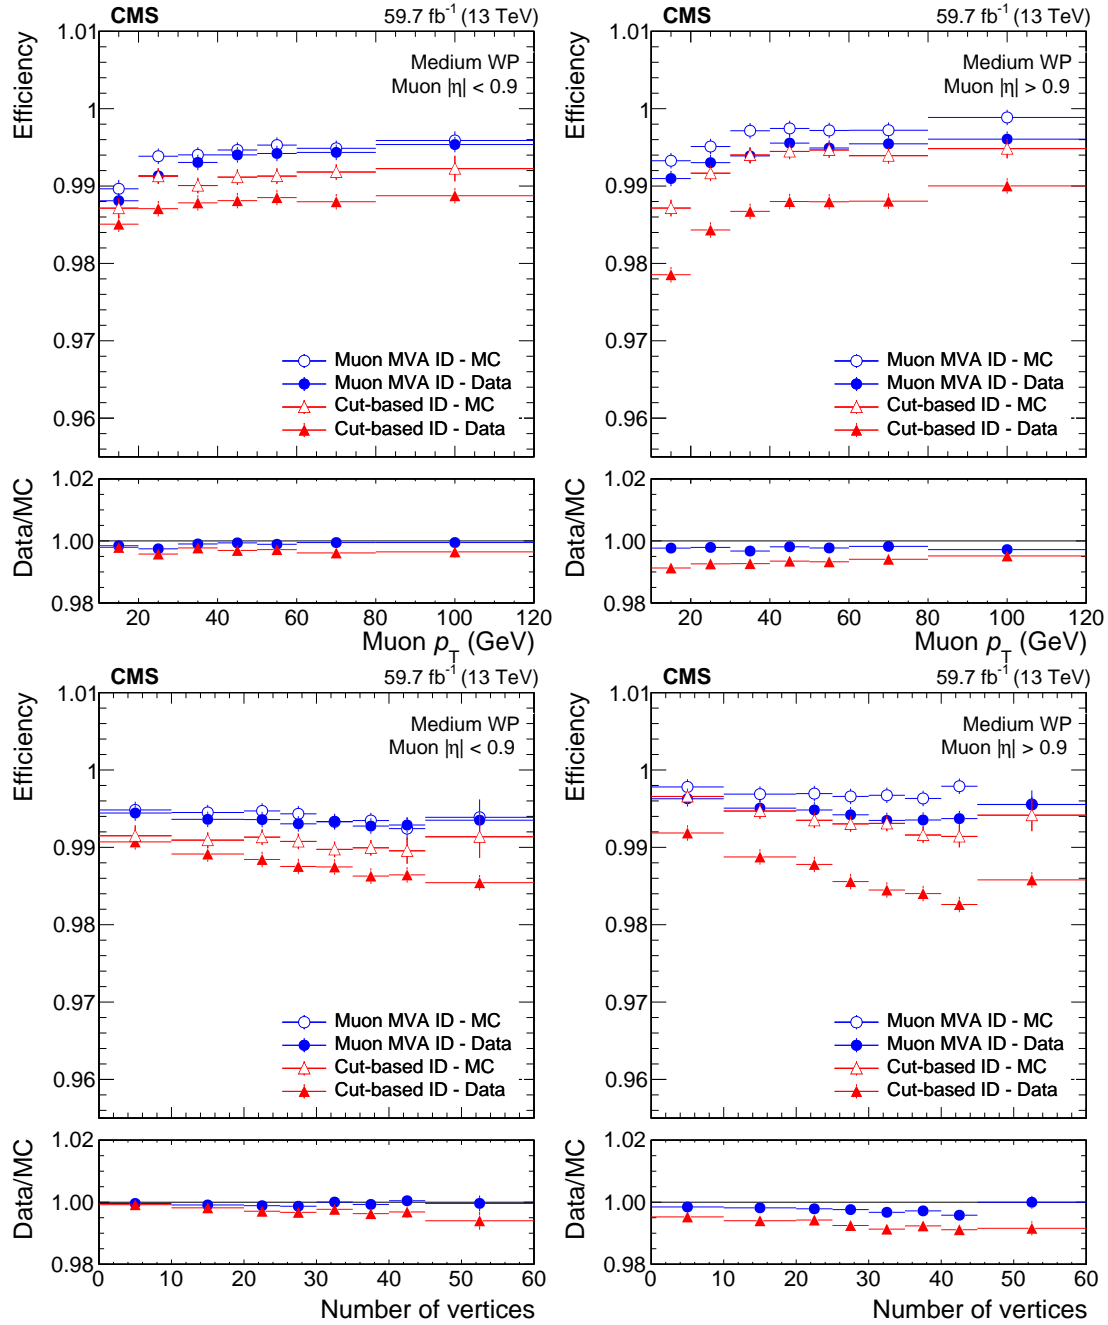 CMS 59.7 fb⁻¹ (13 TeV)
Efficiency
1.01
1
0.99
0.98
0.97
0.96
Medium WP
Muon |η| < 0.9
Muon MVA ID - MC
Muon MVA ID - Data
Cut-based ID - MC
Cut-based ID - Data
Data/MC
1.02
1.00
0.98
20 40 60 80 100 120
Muon p_T (GeV)
CMS 59.7 fb⁻¹ (13 TeV)
Efficiency
1.01
1
0.99
0.98
0.97
0.96
Medium WP
Muon |η| > 0.9
Muon MVA ID - MC
Muon MVA ID - Data
Cut-based ID - MC
Cut-based ID - Data
Data/MC
1.02
1.00
0.98
20 40 60 80 100 120
Muon p_T (GeV)
CMS 59.7 fb⁻¹ (13 TeV)
Efficiency
1.01
1
0.99
0.98
0.97
0.96
Medium WP
Muon |η| < 0.9
Muon MVA ID - MC
Muon MVA ID - Data
Cut-based ID - MC
Cut-based ID - Data
Data/MC
1.02
1.00
0.98
0 10 20 30 40 50 60
Number of vertices
CMS 59.7 fb⁻¹ (13 TeV)
Efficiency
1.01
1
0.99
0.98
0.97
0.96
Medium WP
Muon |η| > 0.9
Muon MVA ID - MC
Muon MVA ID - Data
Cut-based ID - MC
Cut-based ID - Data
Data/MC
1.02
1.00
0.98
0 10 20 30 40 50 60
Number of vertices